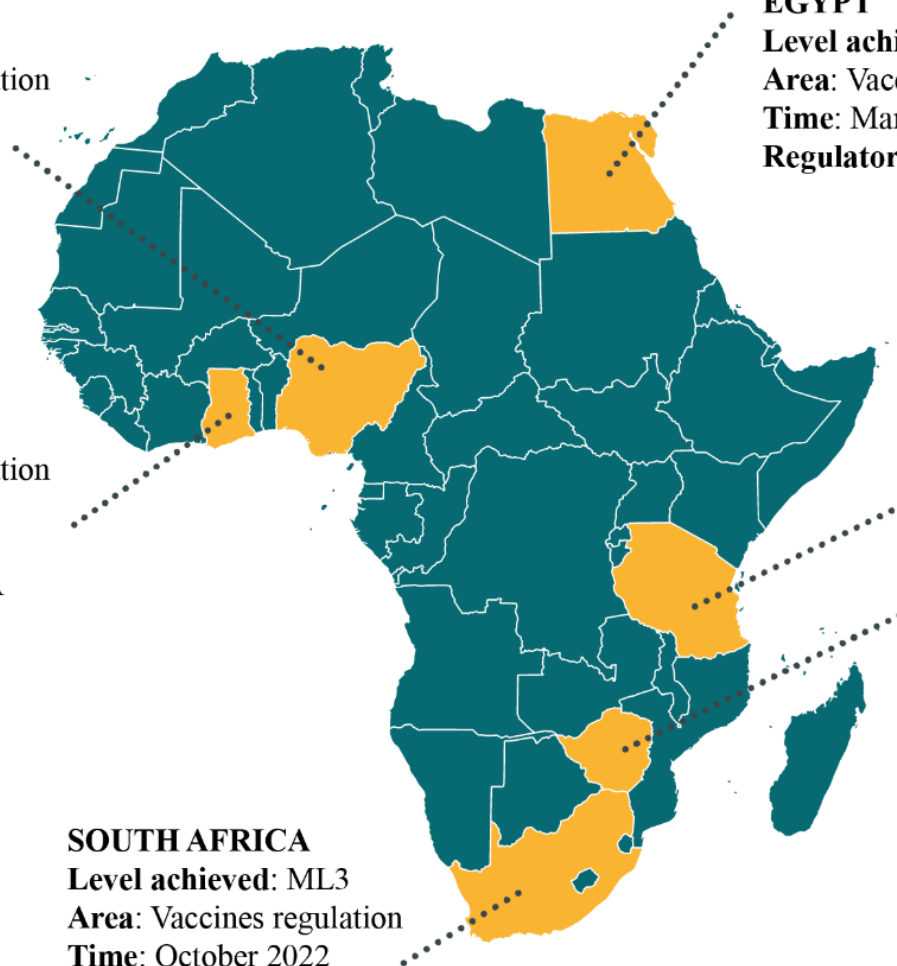 EGYPT
Level achi
Area: Vacc
Time: Mar
Regulator
tion
tion
SOUTH AFRICA
Level achieved: ML3
Area: Vaccines regulation
Time: October 2022